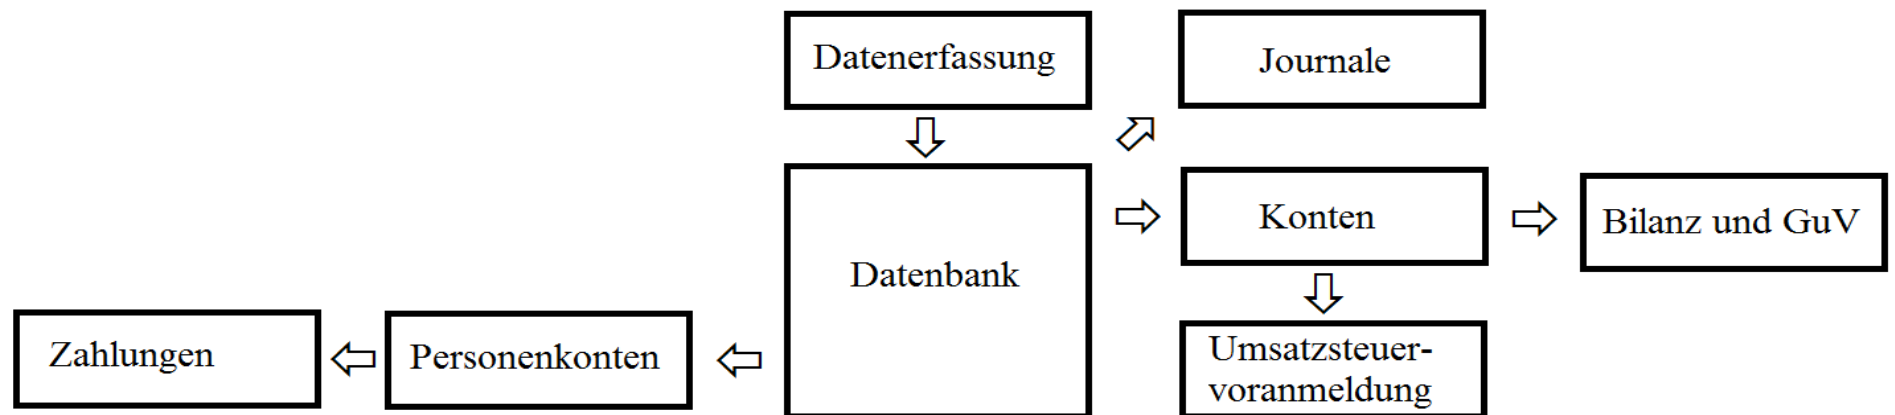 Datenerfassung
Journale
Konten
Bilanz und GuV
Datenbank
Zahlungen
Personenkonten
Umsatzsteuer-
voranmeldung